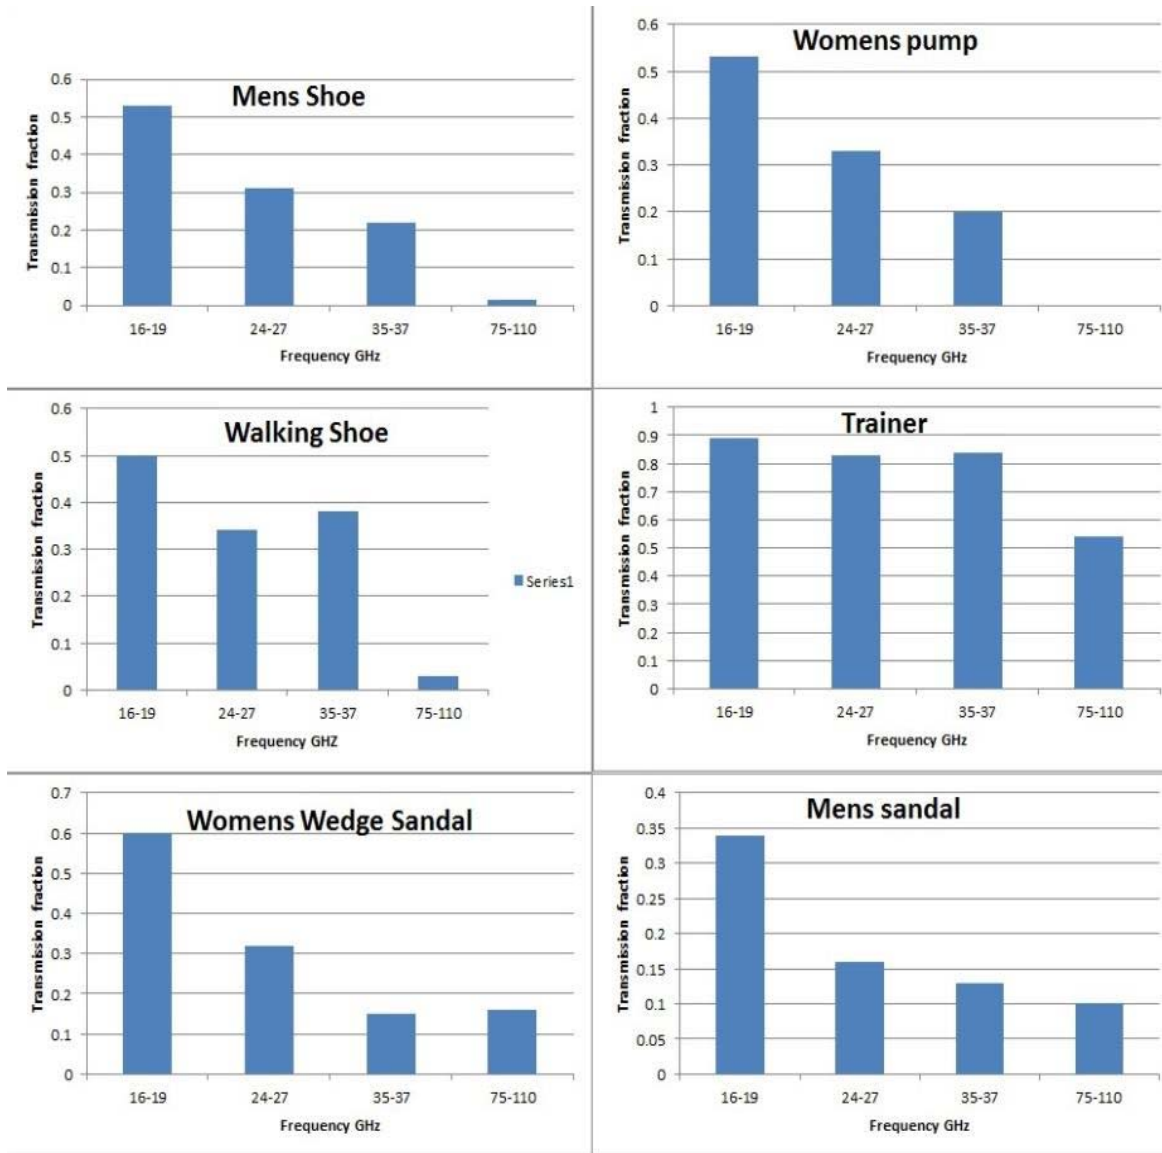 Mens Shoe
Transmission fraction
0.6
0.5
0.4
0.3
0.2
0.1
0
16-19 24-27 35-37 75-110
Frequency GHz
Womens pump
Transmission fraction
0.6
0.5
0.4
0.3
0.2
0.1
0
16-19 24-27 35-37 75-110
Frequency GHz
Walking Shoe
Transmission fraction
0.6
0.5
0.4
0.3
0.2
0.1
0
16-19 24-27 35-37 75-110
Frequency GHZ
Series1
Trainer
Transmission fraction
1
0.9
0.8
0.7
0.6
0.5
0.4
0.3
0.2
0.1
0
16-19 24-27 35-37 75-110
Frequency GHz
Womens Wedge Sandal
Transmission fraction
0.7
0.6
0.5
0.4
0.3
0.2
0.1
0
16-19 24-27 35-37 75-110
Frequency GHz
Mens sandal
Transmission fraction
0.4
0.35
0.3
0.25
0.2
0.15
0.1
0.05
0
16-19 24-27 35-37 75-110
Frequency GHz